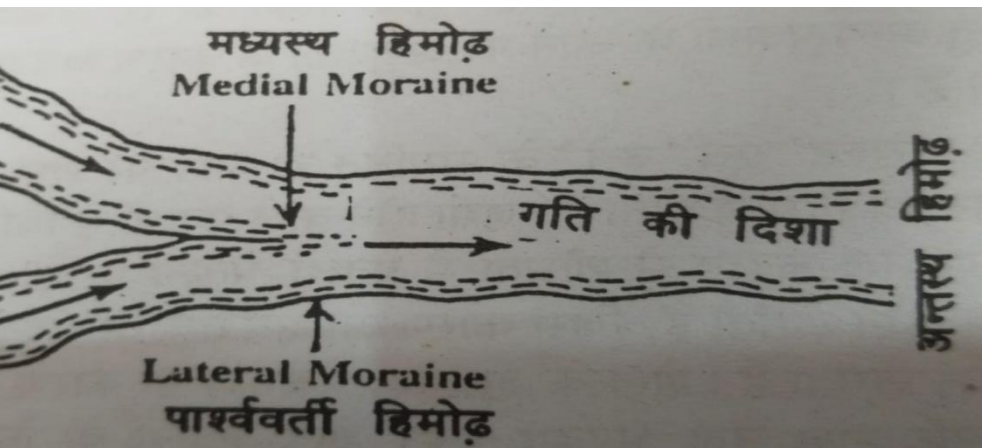 मध्यस्थ हिमोढ़
Medial Moraine
गति की दिशा
अन्तस्थ हिमोढ़
Lateral Moraine
पार्श्ववर्ती हिमोढ़